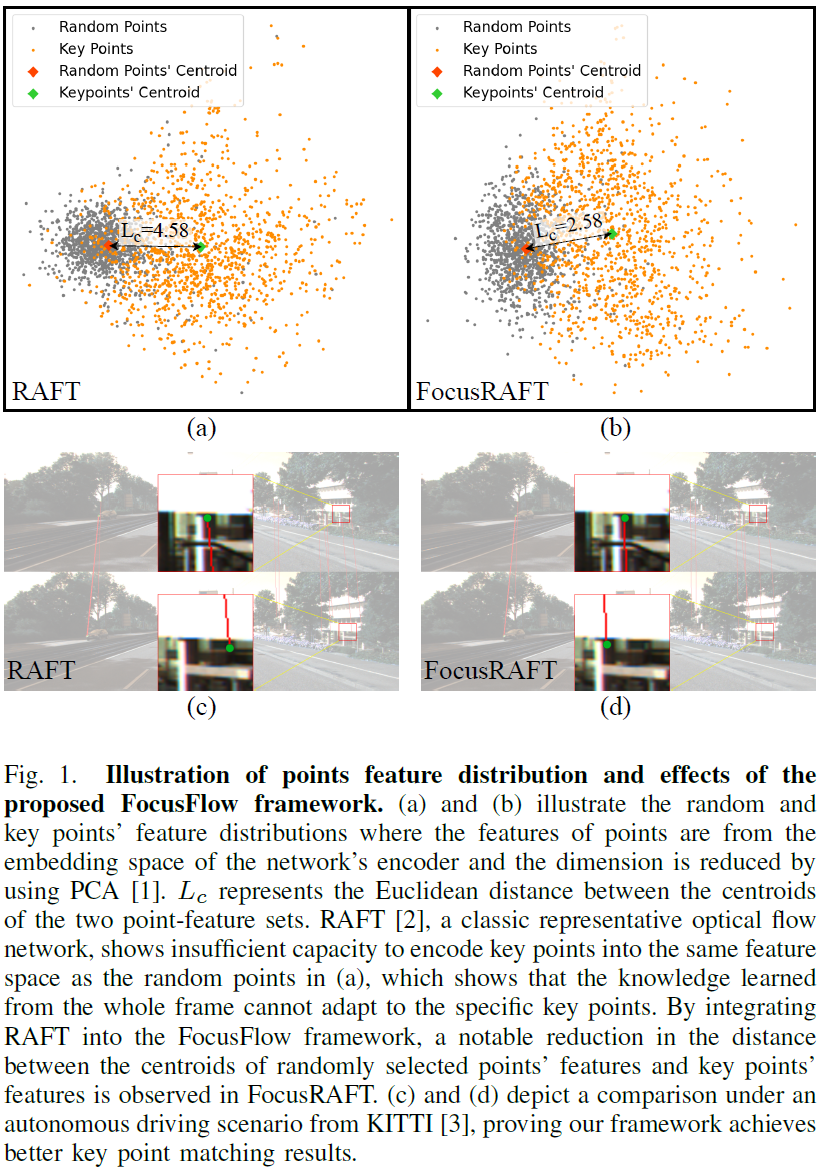 Random Points
Key Points
Random Points' Centroid
Keypoints' Centroid
L_c=4.58
RAFT
(a)
Random Points
Key Points
Random Points' Centroid
Keypoints' Centroid
L_c=2.58
FocusRAFT
(b)
RAFT
(c)
FocusRAFT
(d)
Fig. 1. Illustration of points feature distribution and effects of the
proposed FocusFlow framework. (a) and (b) illustrate the random and
key points' feature distributions where the features of points are from the
embedding space of the network's encoder and the dimension is reduced by
using PCA [1]. L_c represents the Euclidean distance between the centroids
of the two point-feature sets. RAFT [2], a classic representative optical flow
network, shows insufficient capacity to encode key points into the same feature
space as the random points in (a), which shows that the knowledge learned
from the whole frame cannot adapt to the specific key points. By integrating
RAFT into the FocusFlow framework, a notable reduction in the distance
between the centroids of randomly selected points' features and key points'
features is observed in FocusRAFT. (c) and (d) depict a comparison under an
autonomous driving scenario from KITTI [3], proving our framework achieves
better key point matching results.